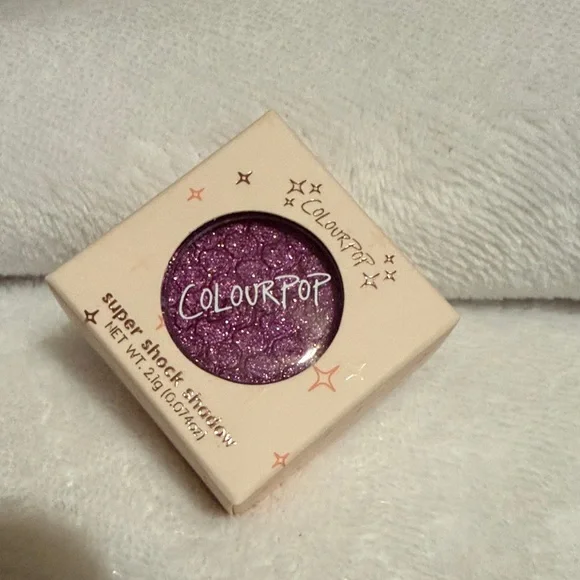 COLOURPOP
COLOURPOP
super shock shadow
NET WT. 2.1g (0.074oz)